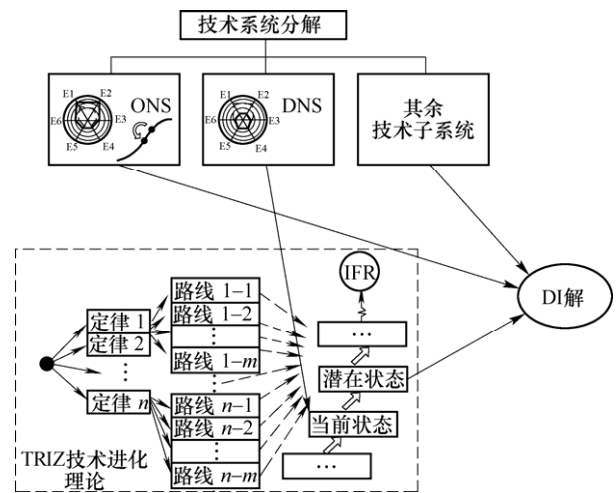 技术系统分解
E1
E2
ONS
E6
E3
E5
E4
E1
E2
DNS
E6
E3
E5
E4
其余
技术子系统
IFR
DI解
路线 1–1
路线 1–2
⋮
路线 1–m
⋮
路线 n–1
路线 n–2
⋮
路线 n–m
定律 1
定律 2
⋮
定律 n
…
潜在状态
当前状态
…
TRIZ技术进化
理论